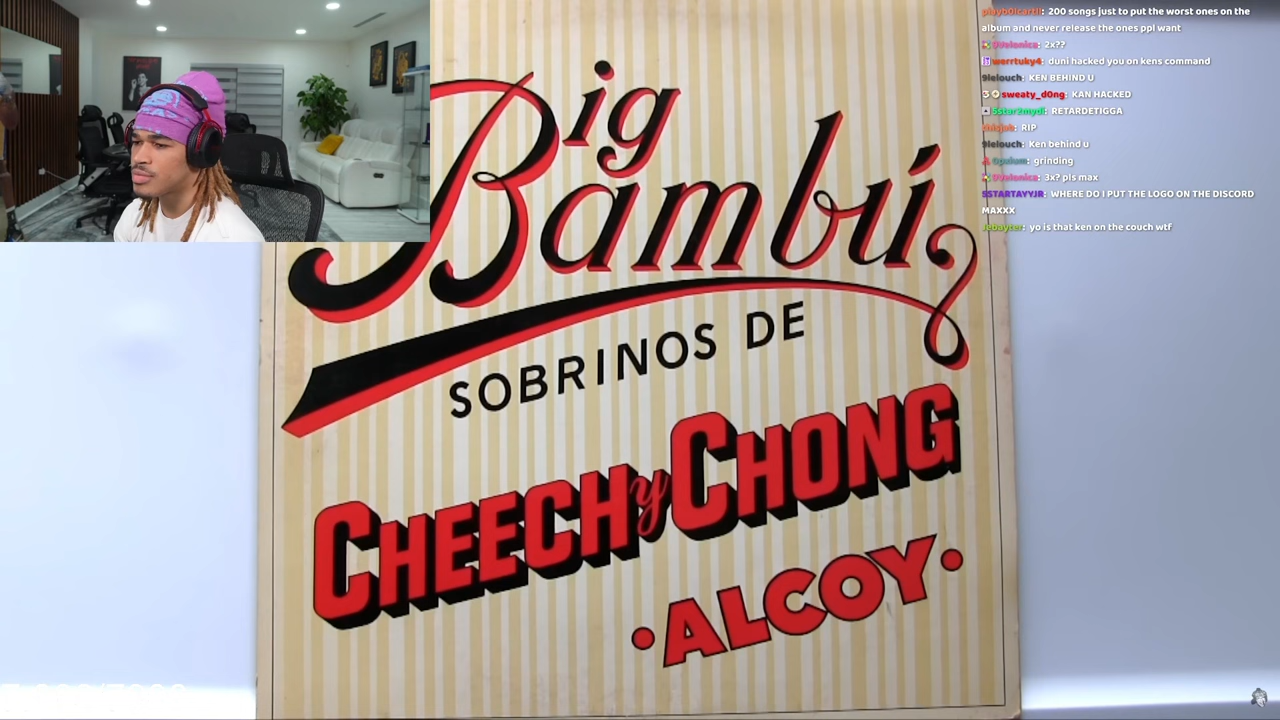 Big
Bambú
SOBRINOS DE
CHEECH y CHONG
•ALCOY•
200 songs just to put the worst ones on the
album and never release the ones ppl want
2x??
werrtuky4: duni hacked you on kens command
9lelouch: KEN BEHIND U
sweaty_d0ng: KAN HACKED
RETARDETIGGA
RIP
9lelouch: Ken behind u
grinding
3x? pls max
SSTARTAYYJR: WHERE DO I PUT THE LOGO ON THE DISCORD
MAXXX
yo is that ken on the couch wtf